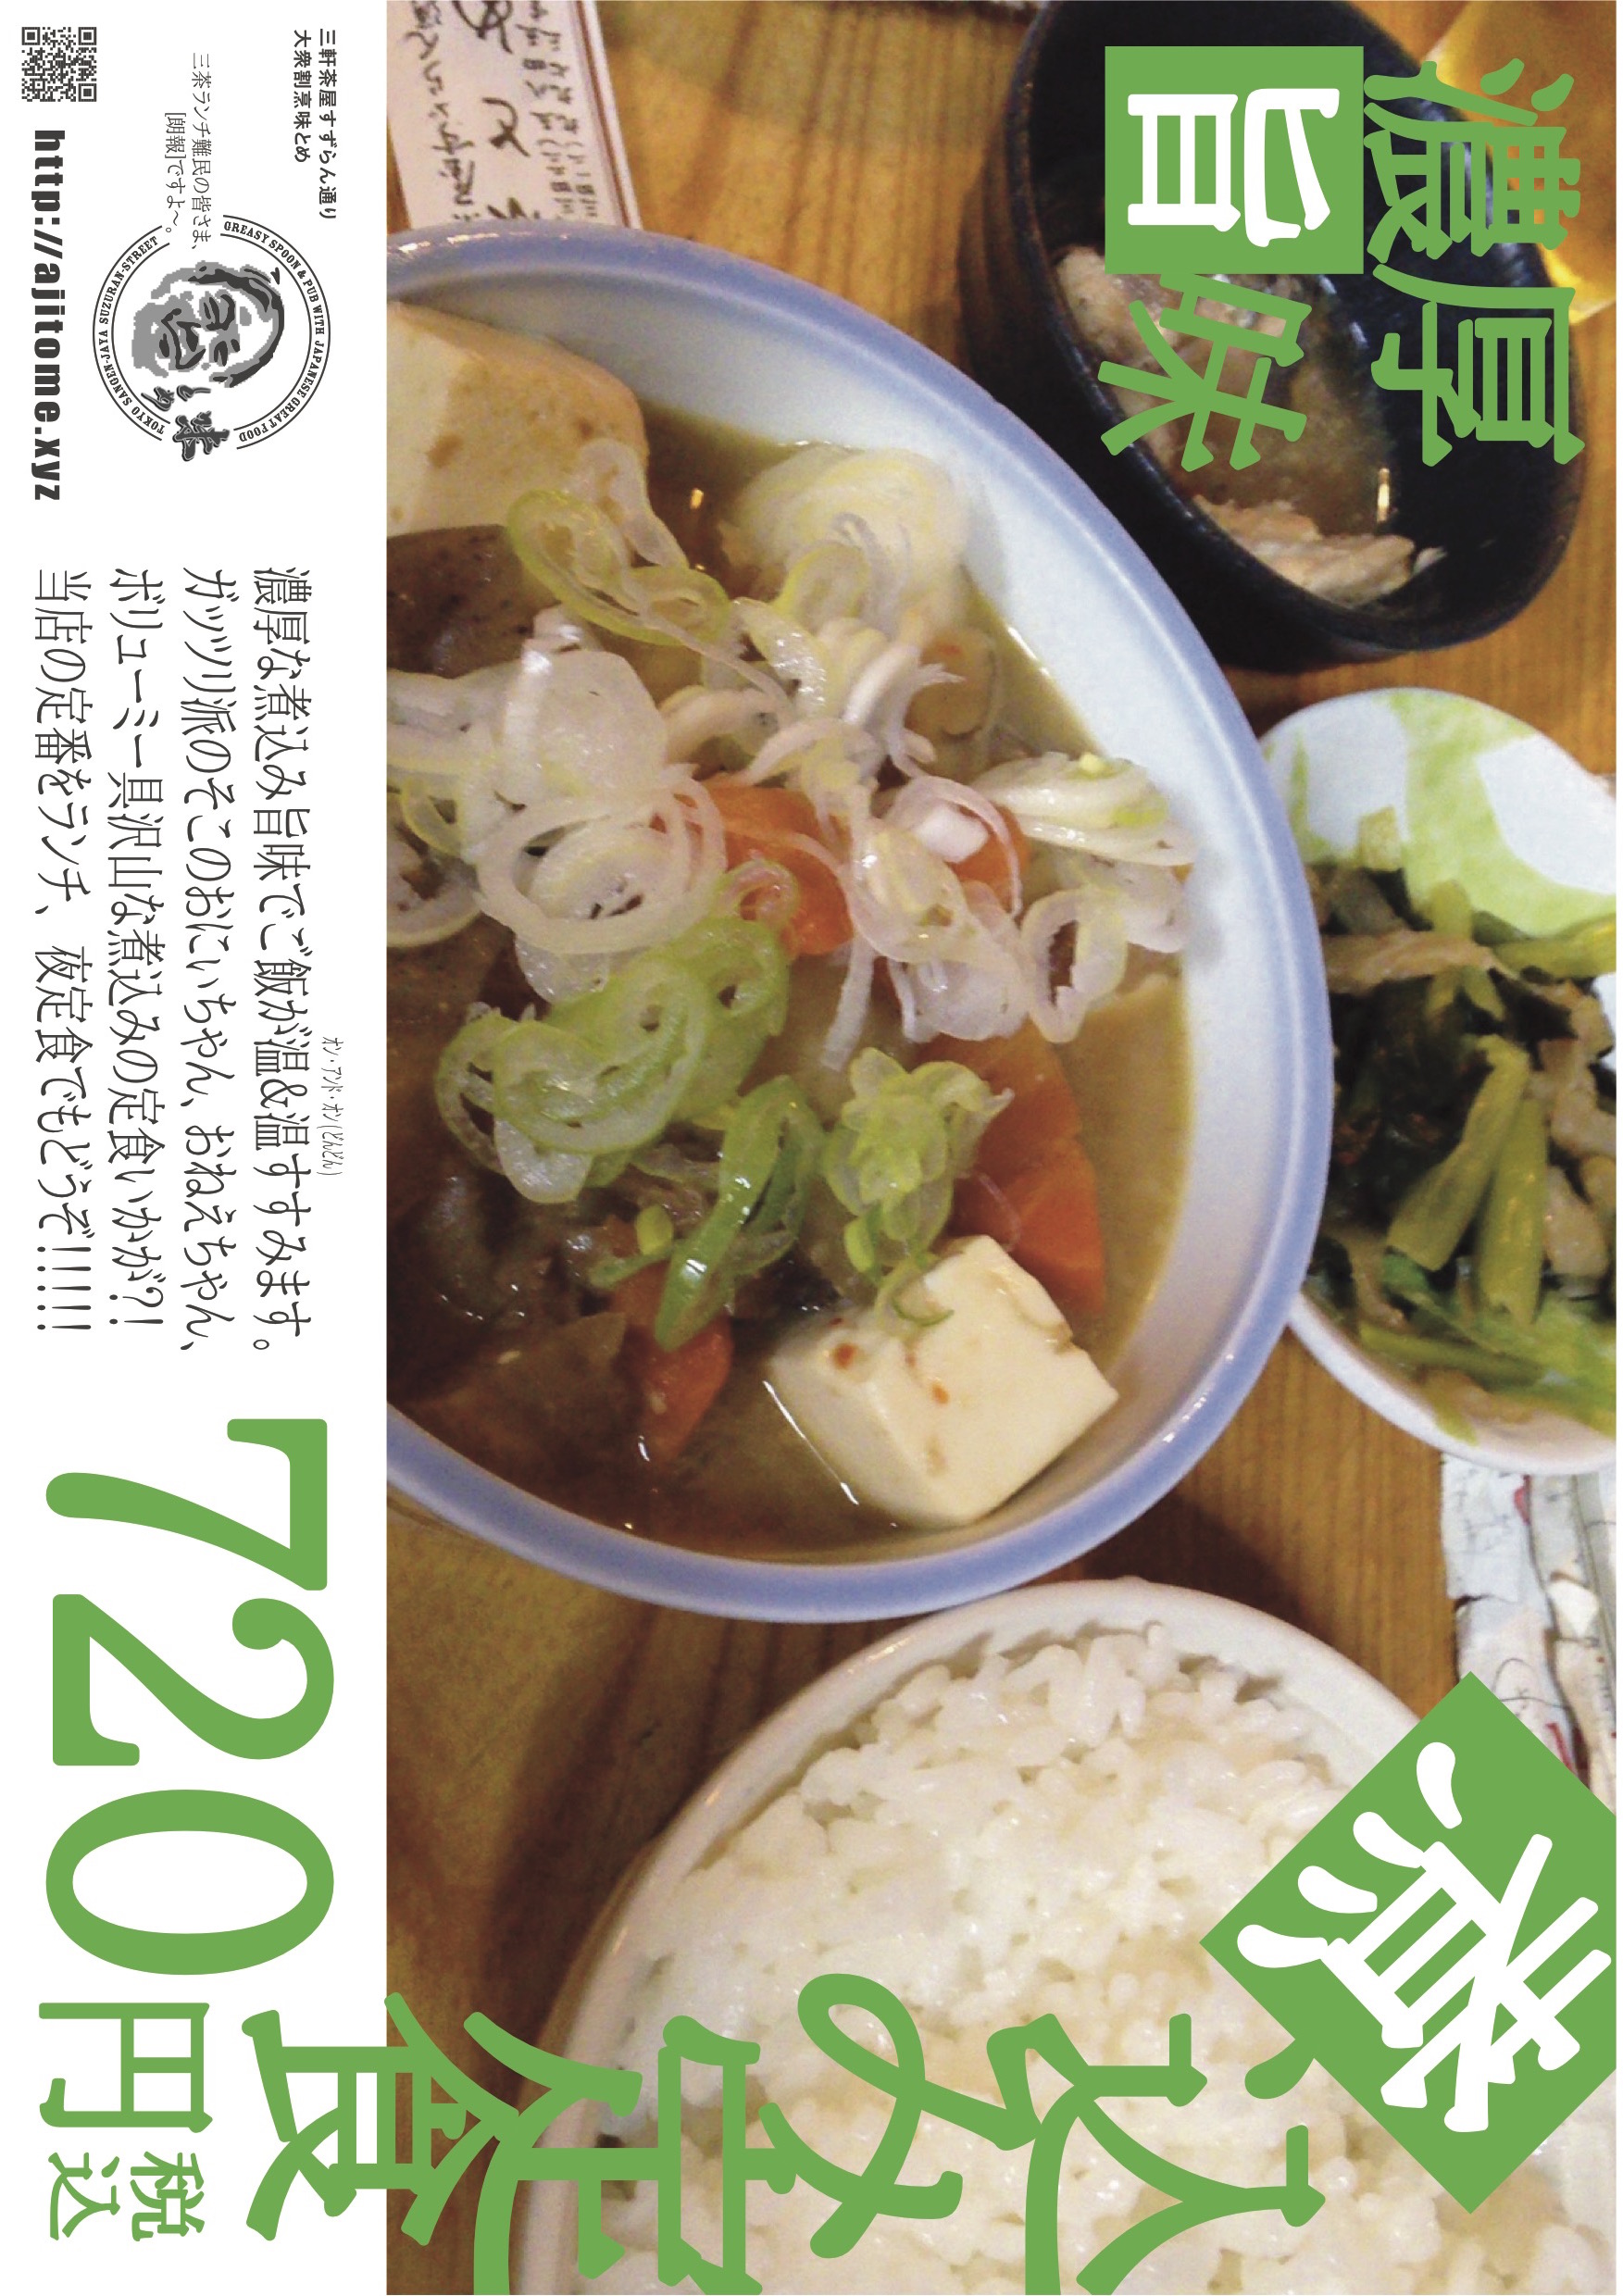 濃厚
旨味
煮込み定食
720円
税込
濃厚な煮込み旨味でご飯が温&温すすみます。
オン・アンド・オン(どんどん)
ガッツリ派のそこのおにいちゃん、おねえちゃん、
ボリューミー具沢山な煮込みの定食いかが?!
当店の定番をランチ、夜定食でもどうぞ!!!!!!
三軒茶屋すずらん通り
大衆割烹味とめ
三茶ランチ難民の皆さま、
[朗報]ですよ〜。
GREASY SPOON & PUB WITH JAPANESE GREAT FOOD
TOKYO SANGEN-JAYA SUZURAN-STREET
味とめ
http://ajitome.xyz